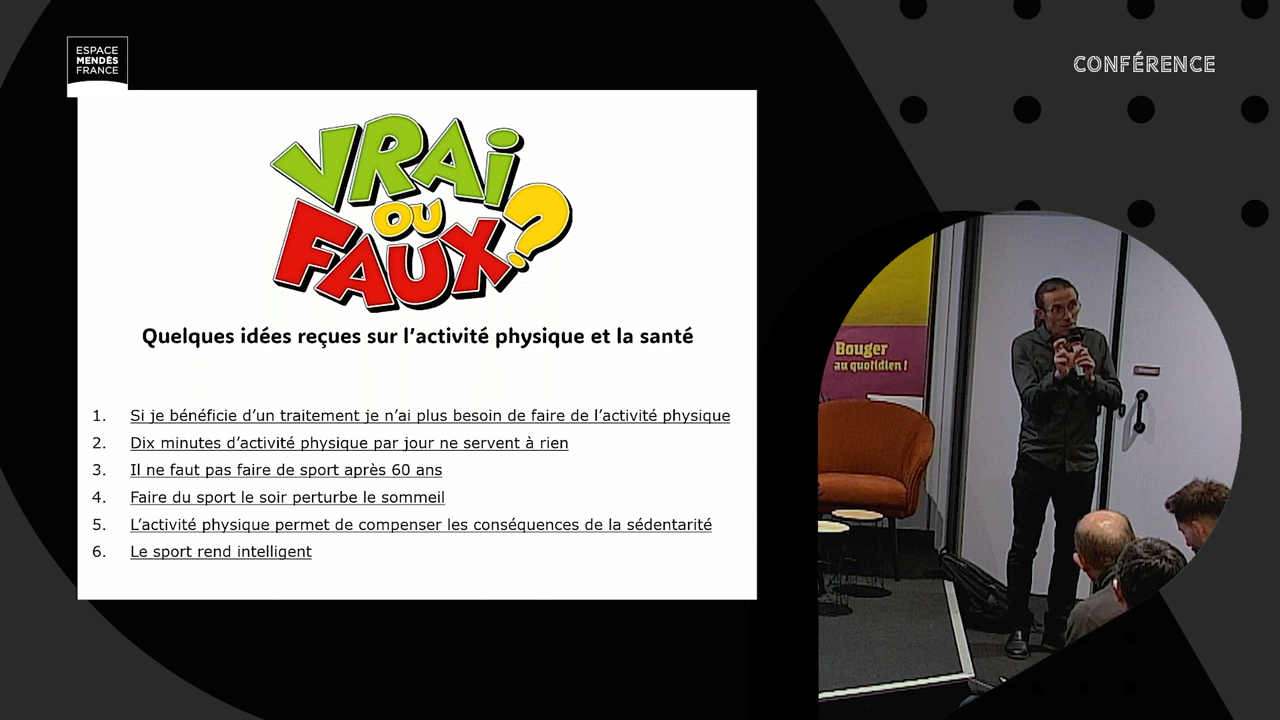 ESPACE
MENDÈS
FRANCE
CONFÉRENCE
VRAi
OU
FAUX?
Quelques idées reçues sur l'activité physique et la santé
1. Si je bénéficie d'un traitement je n'ai plus besoin de faire de l'activité physique
2. Dix minutes d'activité physique par jour ne servent à rien
3. Il ne faut pas faire de sport après 60 ans
4. Faire du sport le soir perturbe le sommeil
5. L'activité physique permet de compenser les conséquences de la sédentarité
6. Le sport rend intelligent
Bouger
au quotidien !